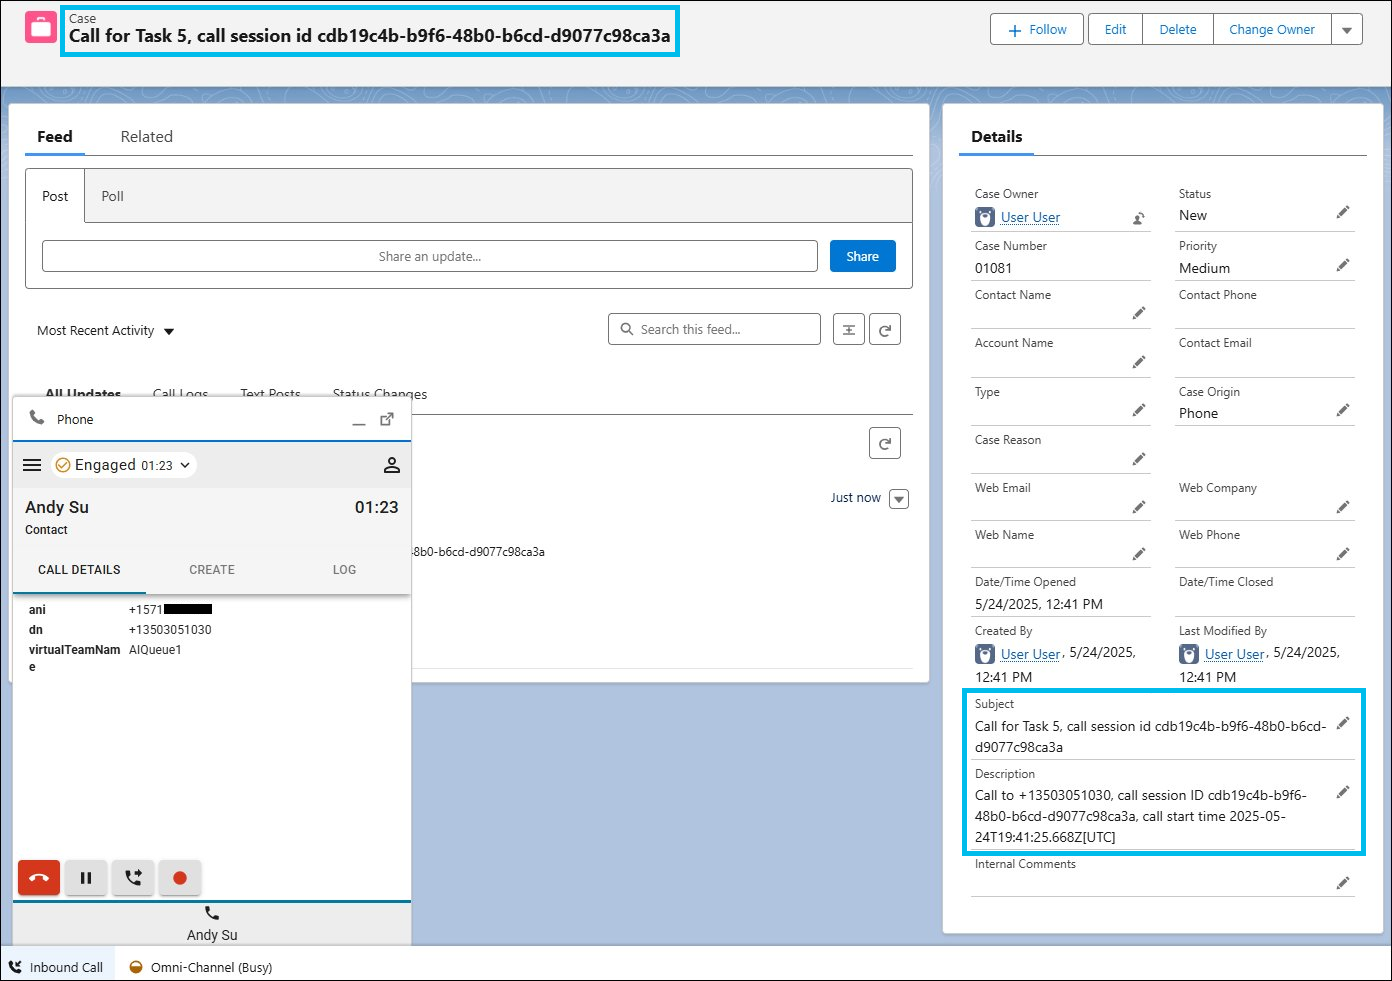 Case
Call for Task 5, call session id cdb19c4b-b9f6-48b0-b6cd-d9077c98ca3a
Follow
Edit
Delete
Change Owner
Feed
Related
Post
Poll
Share an update...
Share
Most Recent Activity
Search this feed...
All Updates
Call Logs
Text Posts
Status Changes
Just now
48b0-b6cd-d9077c98ca3a
Phone
Engaged 01:23
Andy Su
01:23
Contact
CALL DETAILS
CREATE
LOG
ani +1571
dn +13503051030
virtualTeamNam AIQueue1
e
Andy Su
Inbound Call
Omni-Channel (Busy)
Details
Case Owner
User User
Status
New
Case Number
01081
Priority
Medium
Contact Name
Contact Phone
Account Name
Contact Email
Type
Case Origin
Phone
Case Reason
Web Email
Web Company
Web Name
Web Phone
Date/Time Opened
5/24/2025, 12:41 PM
Date/Time Closed
Created By
User User, 5/24/2025,
12:41 PM
Last Modified By
User User, 5/24/2025,
12:41 PM
Subject
Call for Task 5, call session id cdb19c4b-b9f6-48b0-b6cd-
d9077c98ca3a
Description
Call to +13503051030, call session ID cdb19c4b-b9f6-
48b0-b6cd-d9077c98ca3a, call start time 2025-05-
24T19:41:25.668Z[UTC]
Internal Comments